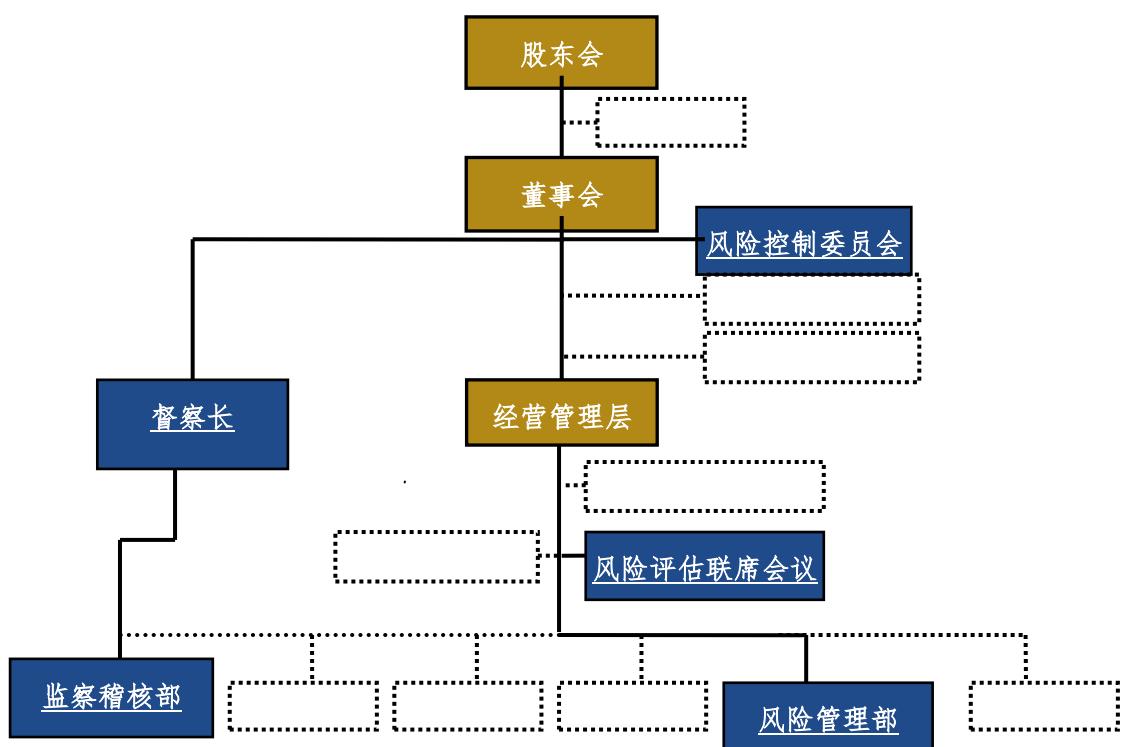 股东会
董事会
风险控制委员会
督察长
经营管理层
风险评估联席会议
监察稽核部
风险管理部